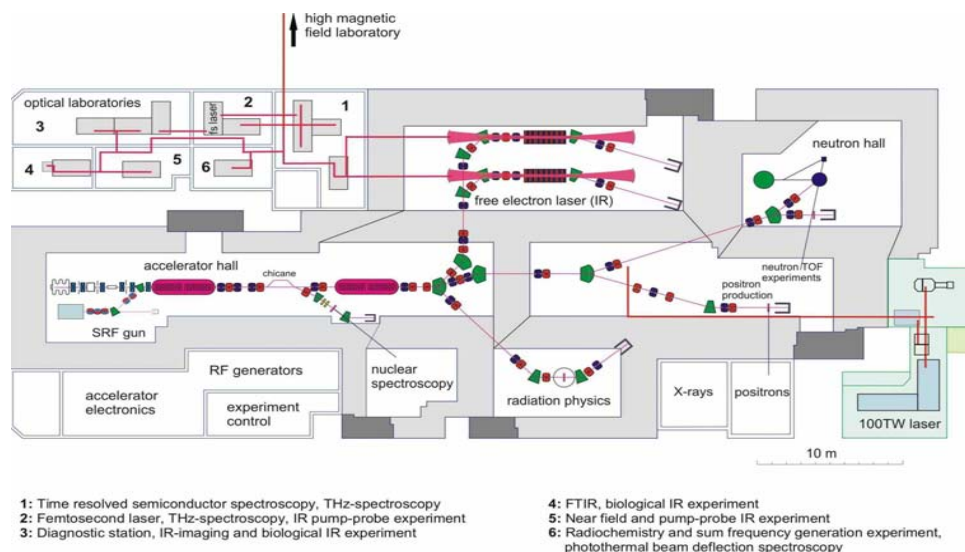 high magnetic
field laboratory
optical laboratories
3
fs laser
2
1
4
5
6
neutron hall
free electron laser (IR)
accelerator hall
chicane
neutron TOF
experiments
positron
production
SRF gun
nuclear
spectroscopy
RF generators
accelerator
electronics
experiment
control
radiation physics
X-rays
positrons
100TW laser
10 m
1: Time resolved semiconductor spectroscopy, THz-spectroscopy
2: Femtosecond laser, THz-spectroscopy, IR pump-probe experiment
3: Diagnostic station, IR-imaging and biological IR experiment
4: FTIR, biological IR experiment
5: Near field and pump-probe IR experiment
6: Radiochemistry and sum frequency generation experiment,
photothermal beam deflection spectroscopy